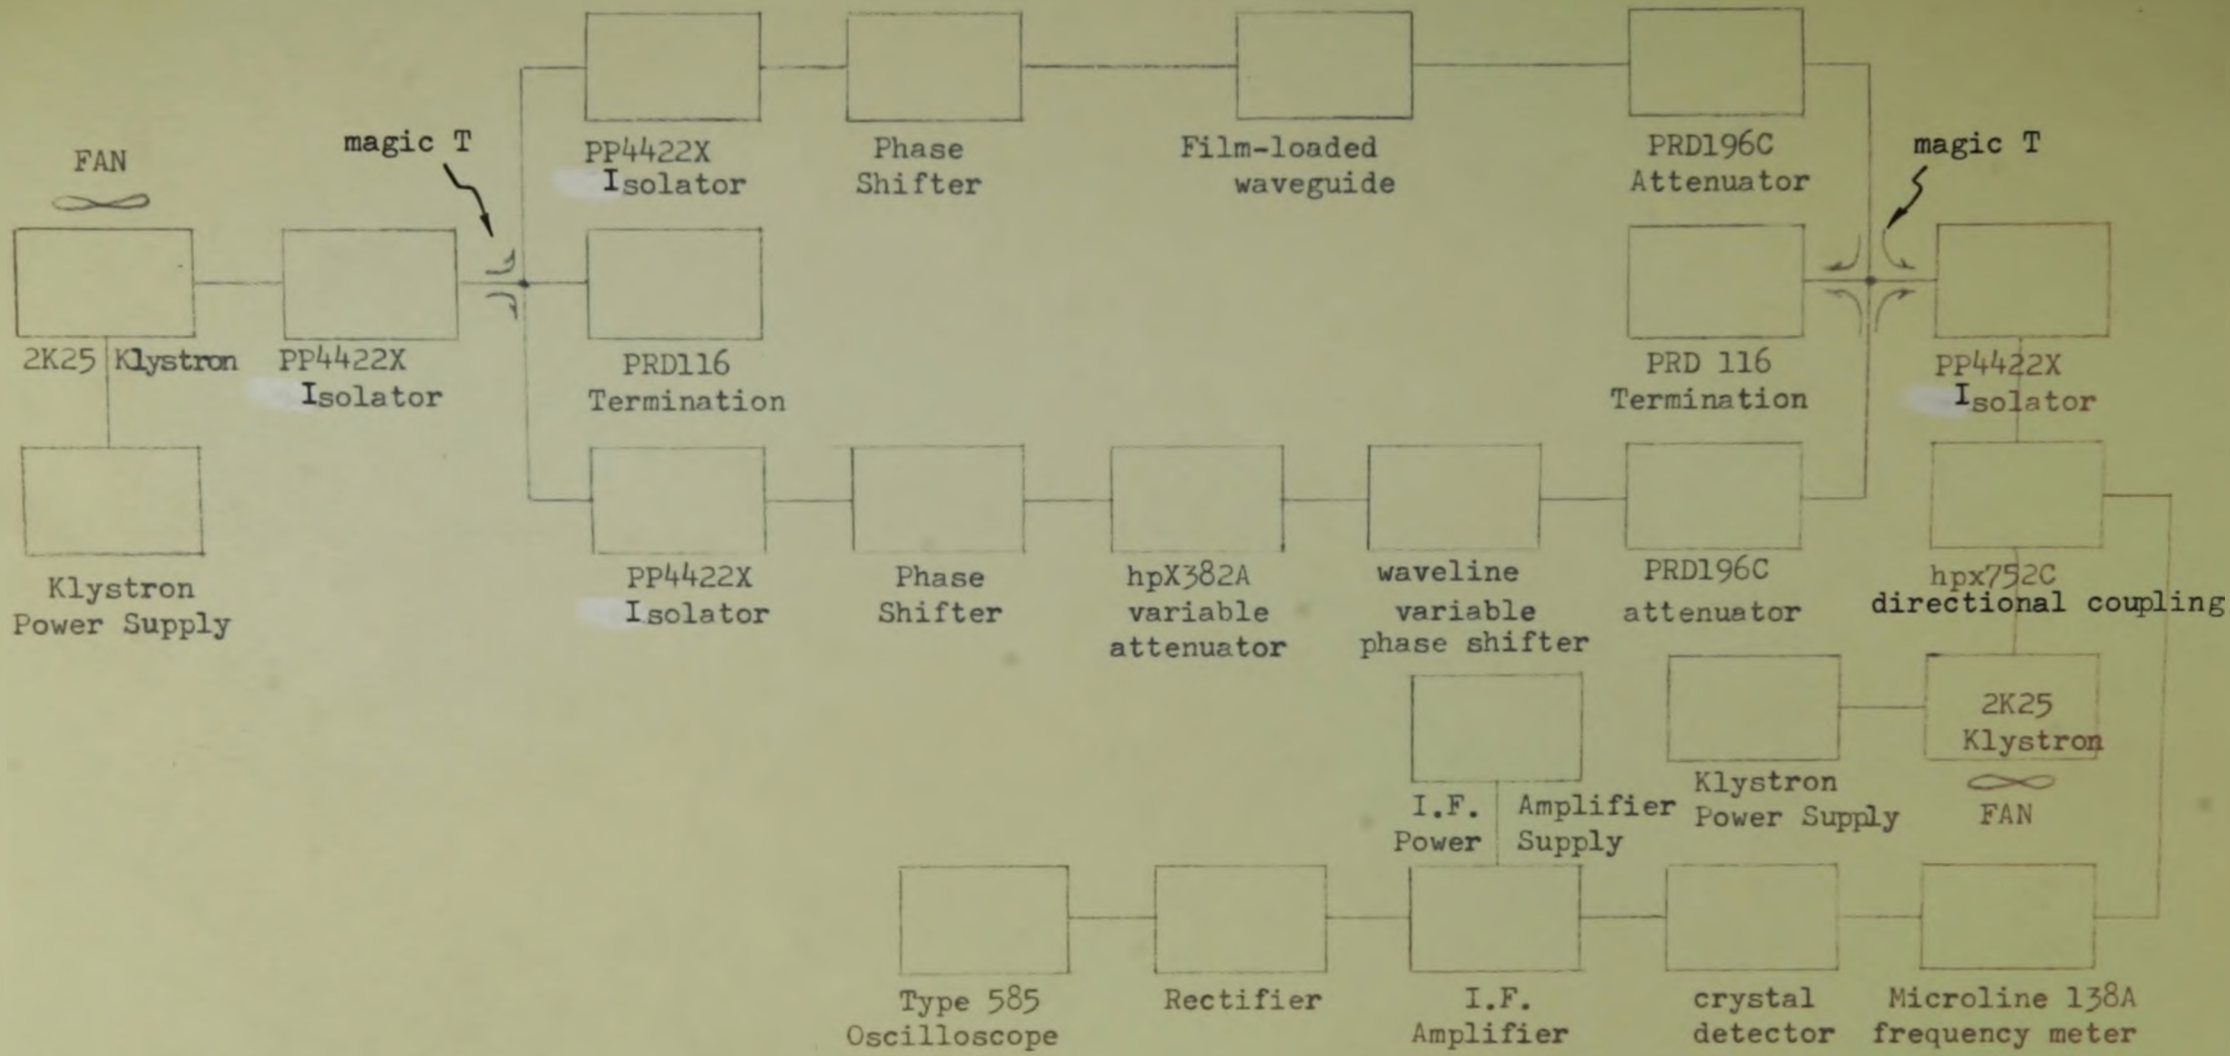 magic T
FAN
PP4422X
Isolator
Phase
Shifter
Film-loaded
waveguide
PRD196C
Attenuator
magic T
2K25 Klystron
PP4422X
Isolator
PRD116
Termination
PRD 116
Termination
PP4422X
Isolator
Klystron
Power Supply
PP4422X
Isolator
Phase
Shifter
hpX382A
variable
attenuator
waveline
variable
phase shifter
PRD196C
attenuator
hpx752C
directional coupling
2K25
Klystron
FAN
Klystron
Power Supply
I.F. Amplifier
Power Supply
Type 585
Oscilloscope
Rectifier
I.F.
Amplifier
crystal
detector
Microline 138A
frequency meter